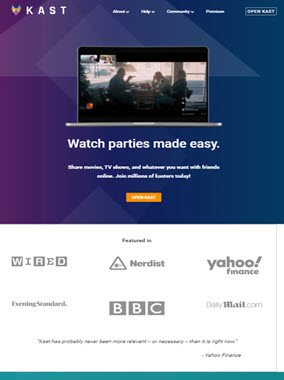 KAST
About Help Community Premium OPEN KAST
Watch parties made easy.
Share movies, TV shows, and whatever you want with friends
online. Join millions of kasters today!
OPEN KAST
Featured in
WIRED Nerdist yahoo!
finance
Evening Standard. BBC Daily Mail.com
"Kast has probably never been more relevant – or necessary – than it is right now."
- Yahoo Finance